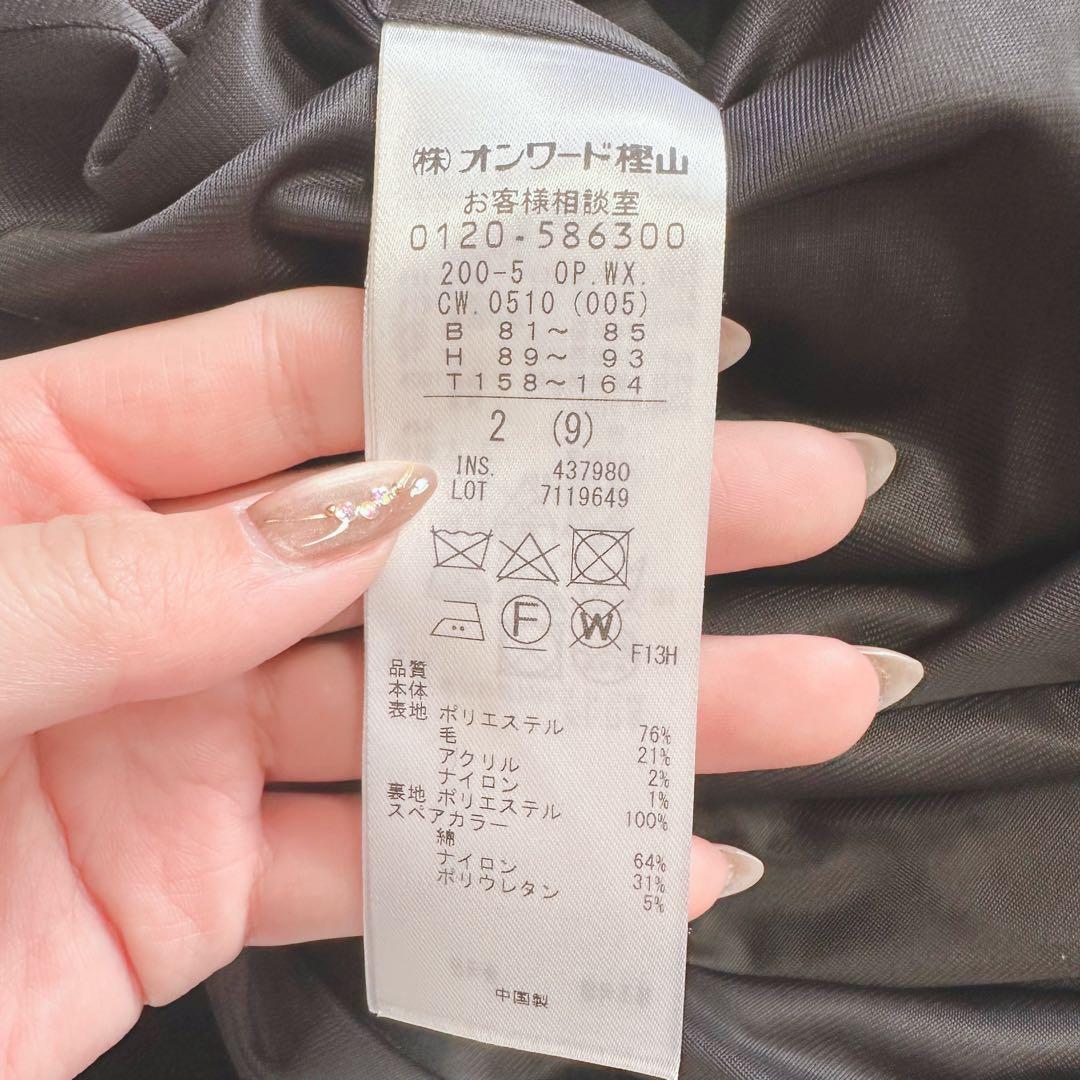 (株)オンワード樫山
お客様相談室
0120-586300
200-5 OP.WX.
CW.0510 (005)
B 81〜 85
H 89〜 93
T158〜164
2 (9)
INS. 437980
LOT 7119649
F
W
F13H
品質
本体
表地 ポリエステル 76%
毛 21%
アクリル 2%
ナイロン 1%
裏地 ポリエステル 100%
スペアカラー
綿 64%
ナイロン 31%
ポリウレタン 5%
中国製